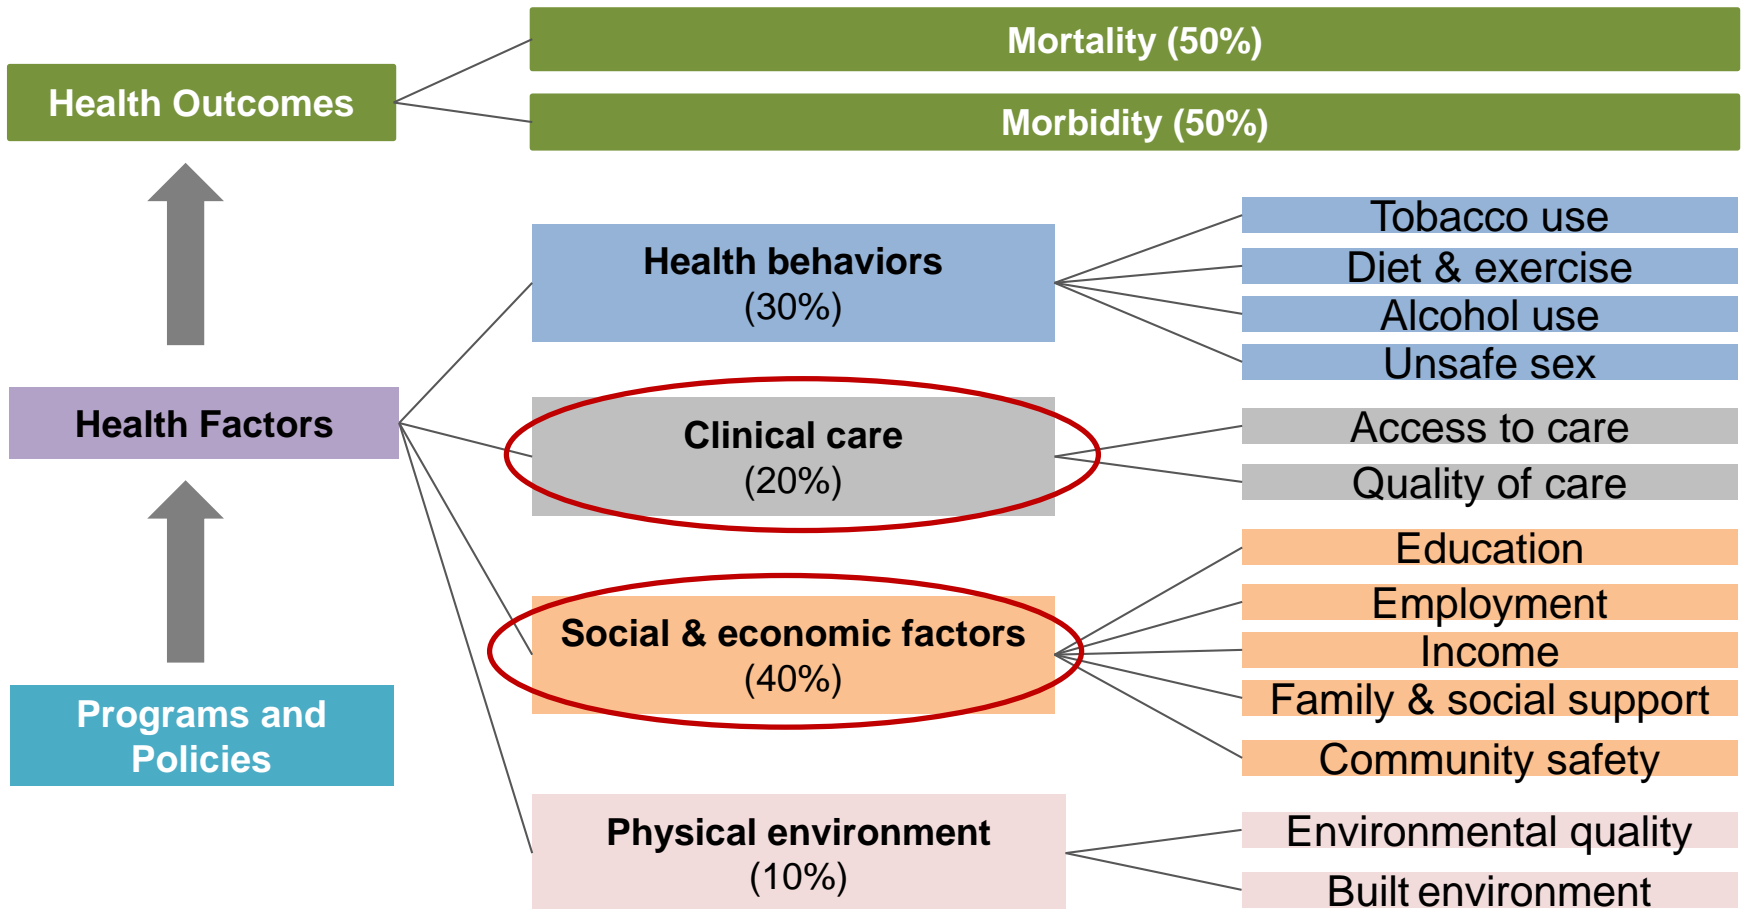 Mortality (50%)
Health Outcomes
Morbidity (50%)
Tobacco use
Health behaviors
(30%)
Diet & exercise
Alcohol use
Unsafe sex
Health Factors
Clinical care
(20%)
Access to care
Quality of care
Education
Social & economic factors
(40%)
Employment
Income
Family & social support
Community safety
Programs and
Policies
Physical environment
(10%)
Environmental quality
Built environment